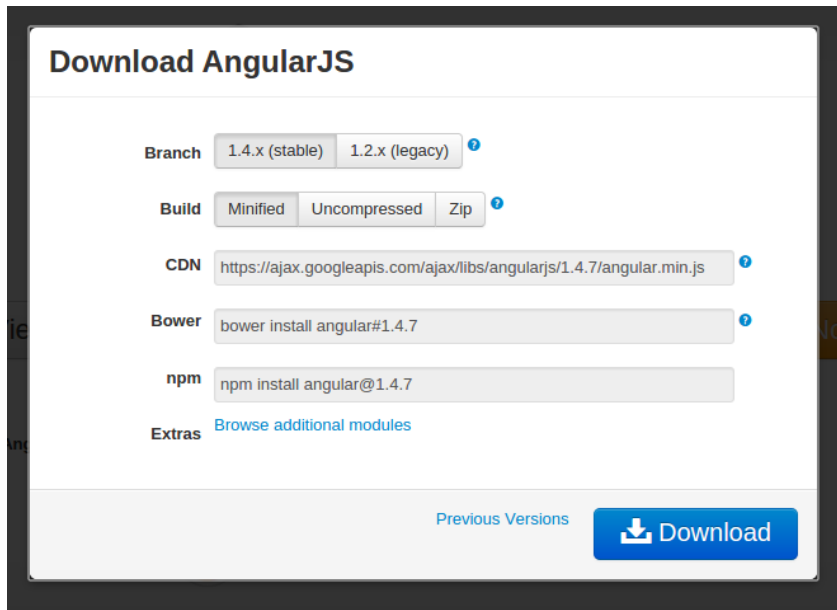 Download AngularJS
Branch 1.4.x (stable) 1.2.x (legacy) ?
Build Minified Uncompressed Zip ?
CDN https://ajax.googleapis.com/ajax/libs/angularjs/1.4.7/angular.min.js ?
Bower bower install angular#1.4.7 ?
npm npm install angular@1.4.7
Extras Browse additional modules
Previous Versions Download